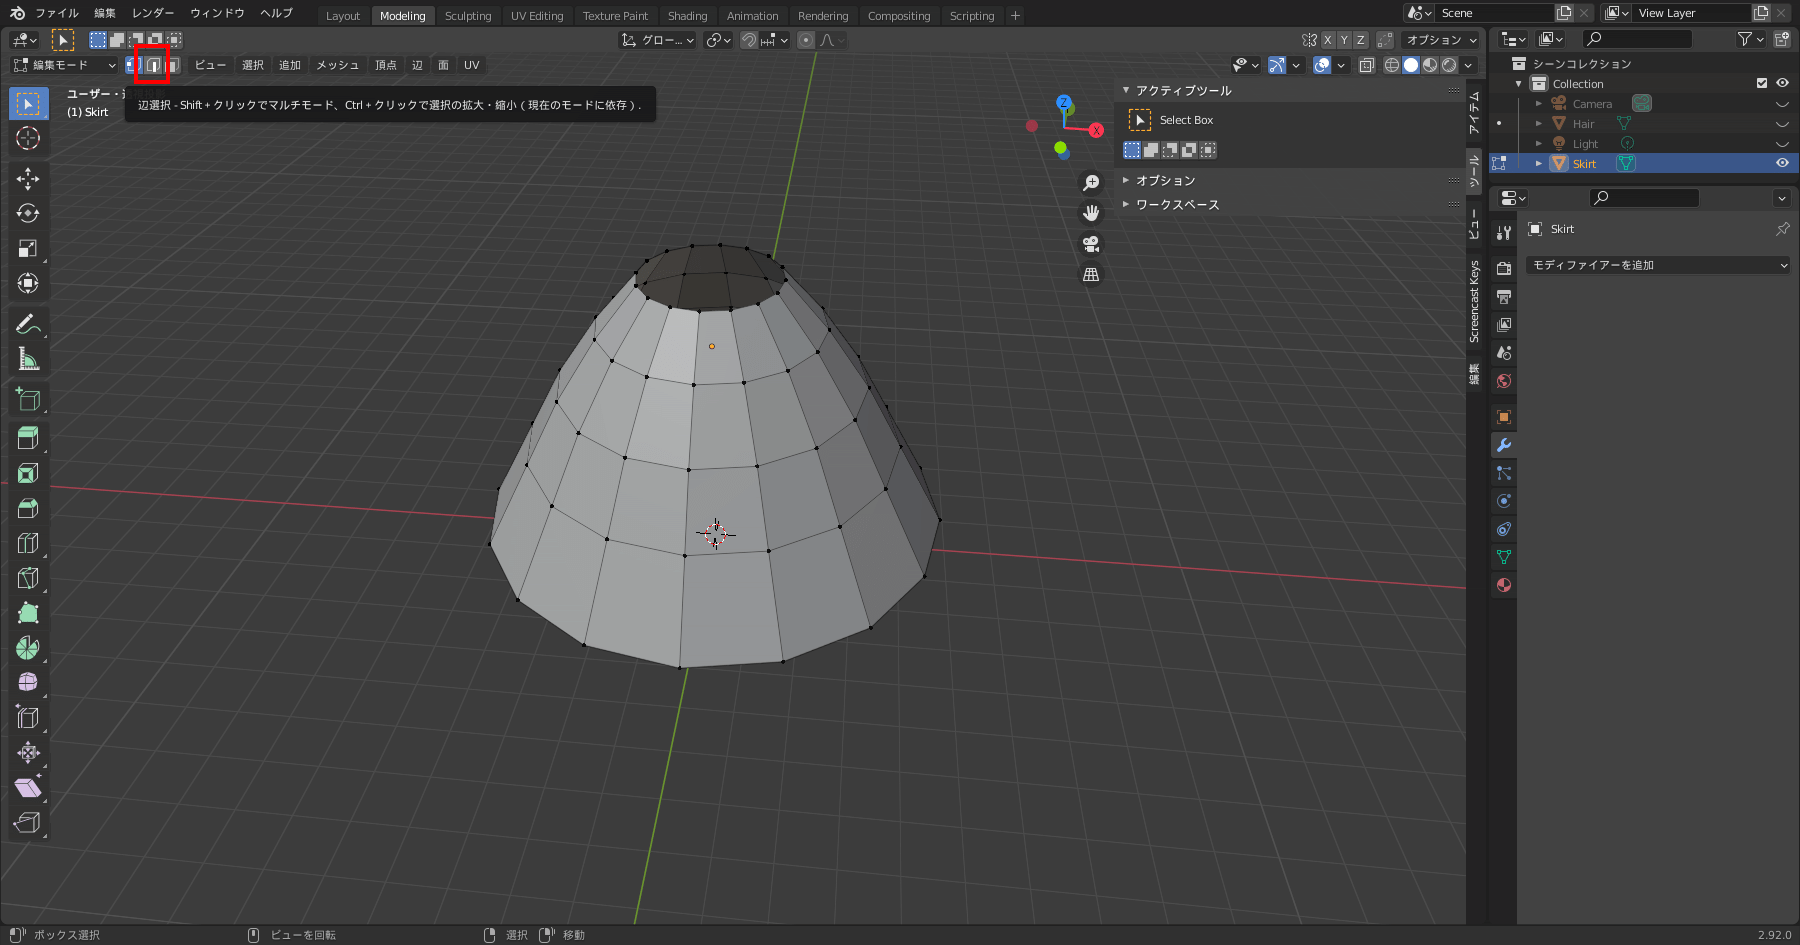 ファイル 編集 レンダー ウィンドウ ヘルプ Layout Modeling Sculpting UV Editing Texture Paint Shading Animation Rendering Compositing Scripting + Scene View Layer
グロー... X Y Z オプション
編集モード ビュー 選択 追加 メッシュ 頂点 辺 面 UV
ユーザー・
(1) Skirt
辺選択 - Shift + クリックでマルチモード、Ctrl + クリックで選択の拡大・縮小 ( 現在のモードに依存 ) .
Z
X
アクティブツール
Select Box
オプション
ワークスペース
アイテム
ツール
ビュー
Screencast Keys
編集
シーンコレクション
Collection
Camera
Hair
Light
Skirt
Skirt
モディファイアーを追加
ボックス選択 ビューを回転 選択 移動 2.92.0